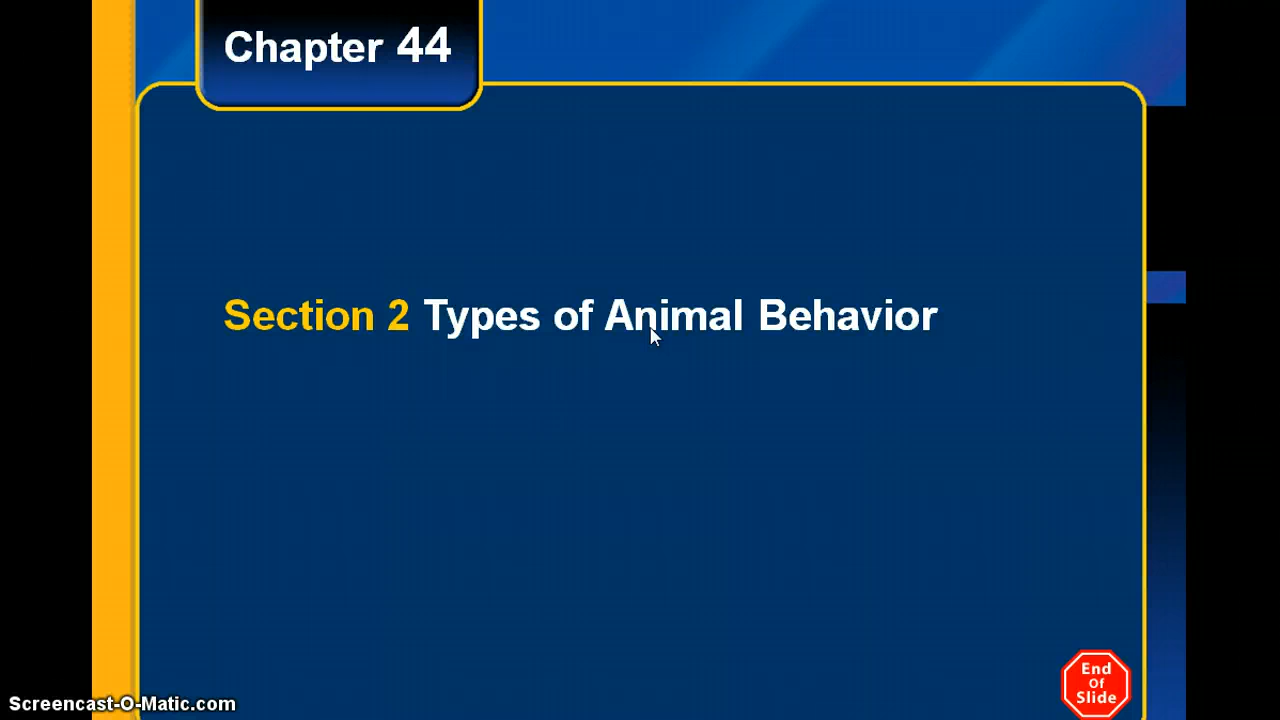 Chapter 44
Section 2 Types of Animal Behavior
End
Of
Slide
Screencast-O-Matic.com